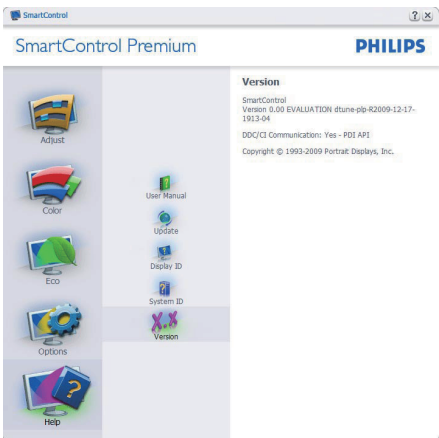 SmartControl
? x
SmartControl Premium
PHILIPS
Adjust
Color
Eco
Options
?
Help
User Manual
Update
Display ID
?
System ID
X.X
Version
Version
SmartControl
Version 0.00 EVALUATION dtune-plp-R2009-12-17-
1913-04
DDC/CI Communication: Yes - PDI API
Copyright © 1993-2009 Portrait Displays, Inc.